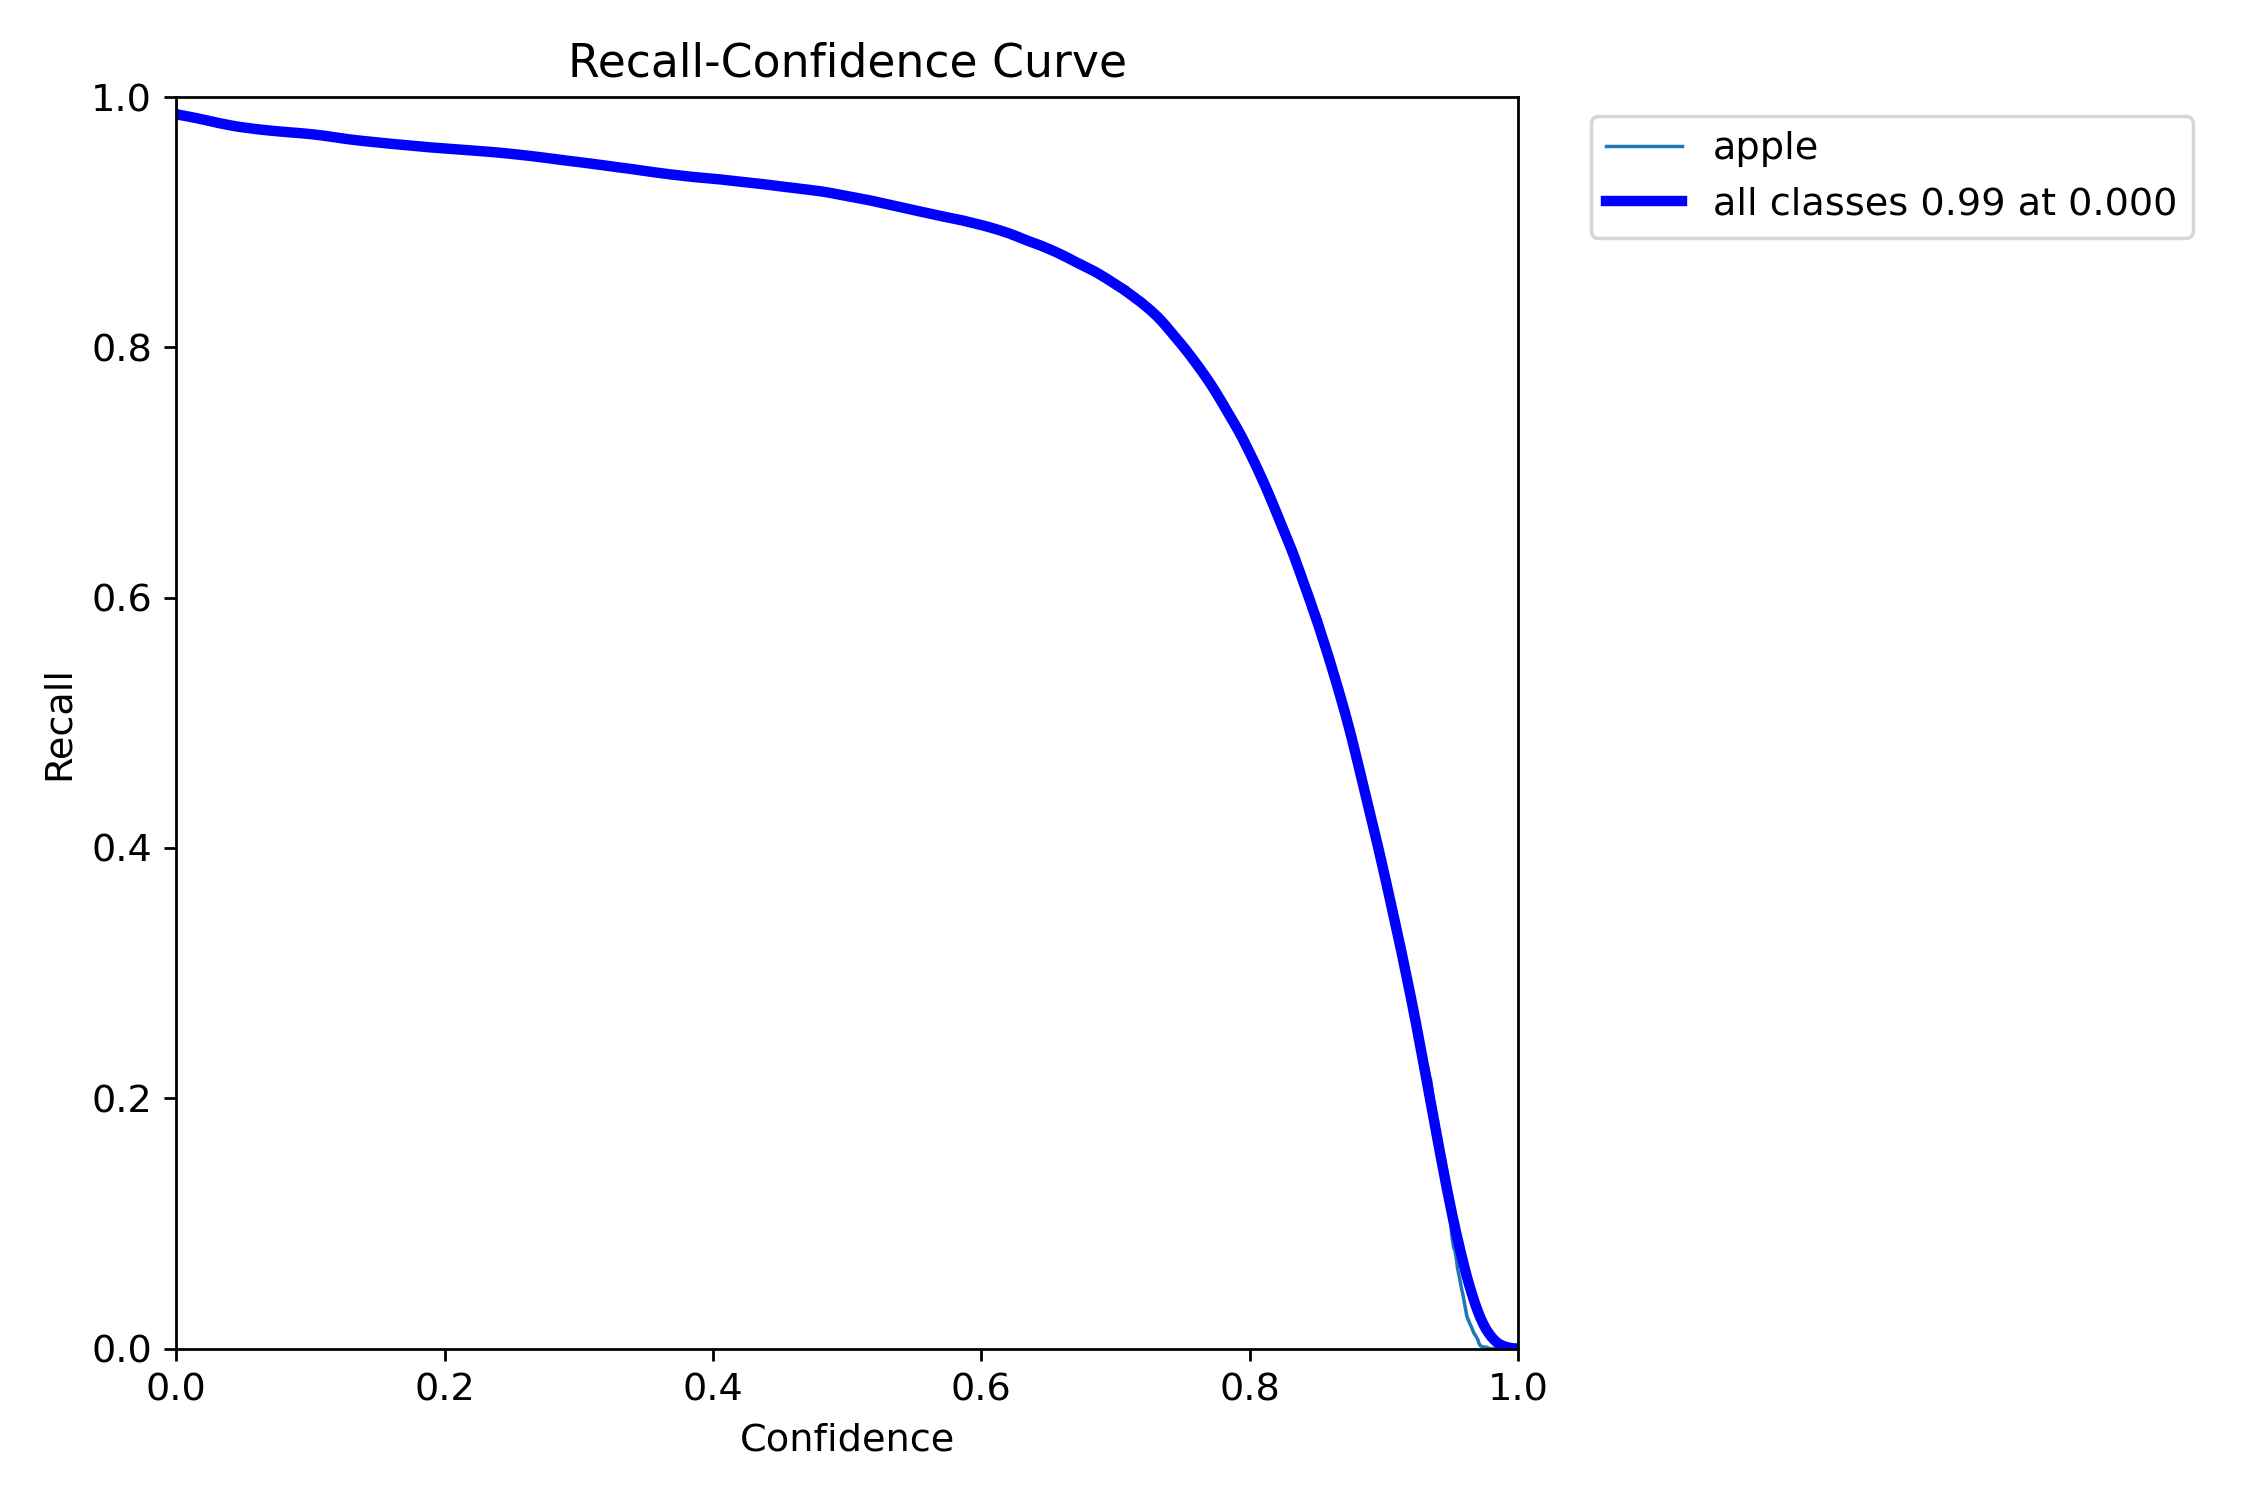 Recall-Confidence Curve
1.0
0.8
0.6
0.4
0.2
0.0
Recall
0.0 0.2 0.4 0.6 0.8 1.0
Confidence
apple
all classes 0.99 at 0.000